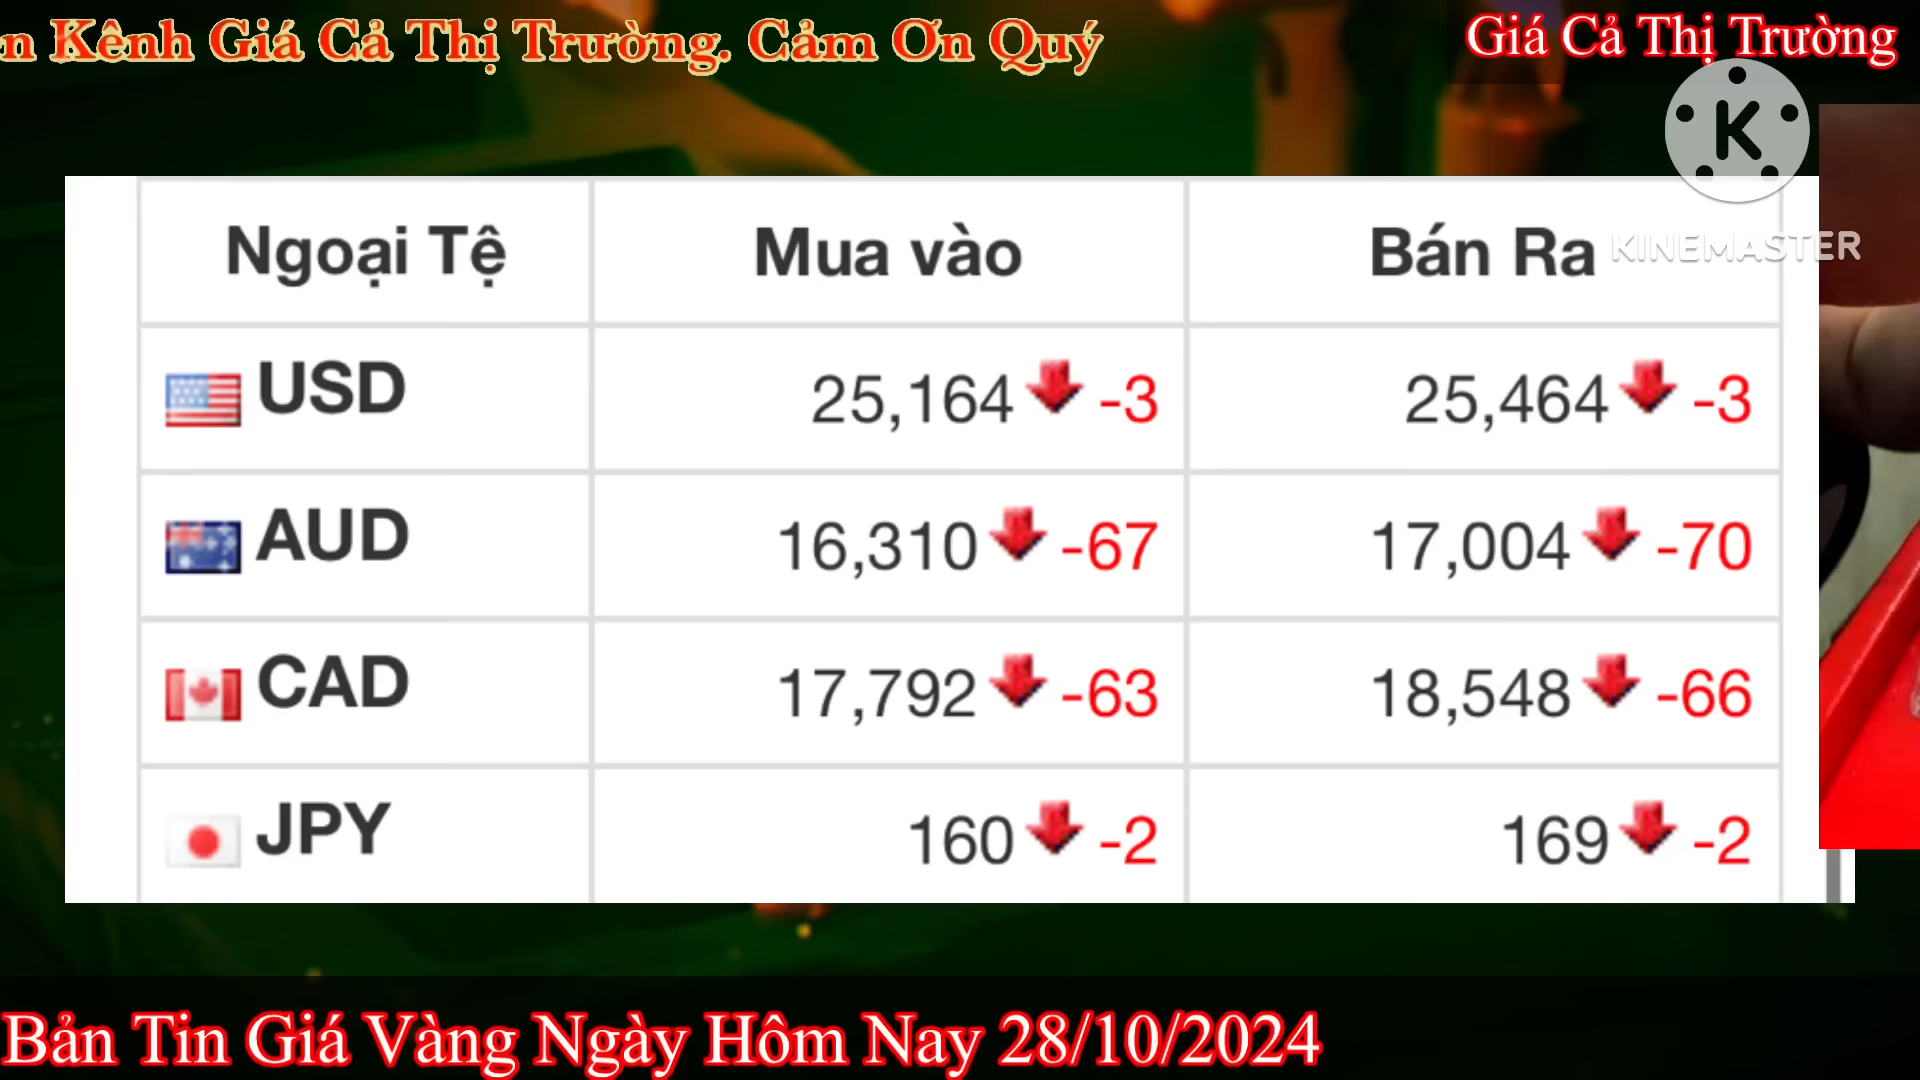 n Kênh Giá Cả Thị Trường. Cảm Ơn Quý
Giá Cả Thị Trường
K
KINEMASTER
Ngoại Tệ Mua vào Bán Ra
USD 25,164 -3 25,464 -3
AUD 16,310 -67 17,004 -70
CAD 17,792 -63 18,548 -66
JPY 160 -2 169 -2
Bản Tin Giá Vàng Ngày Hôm Nay 28/10/2024